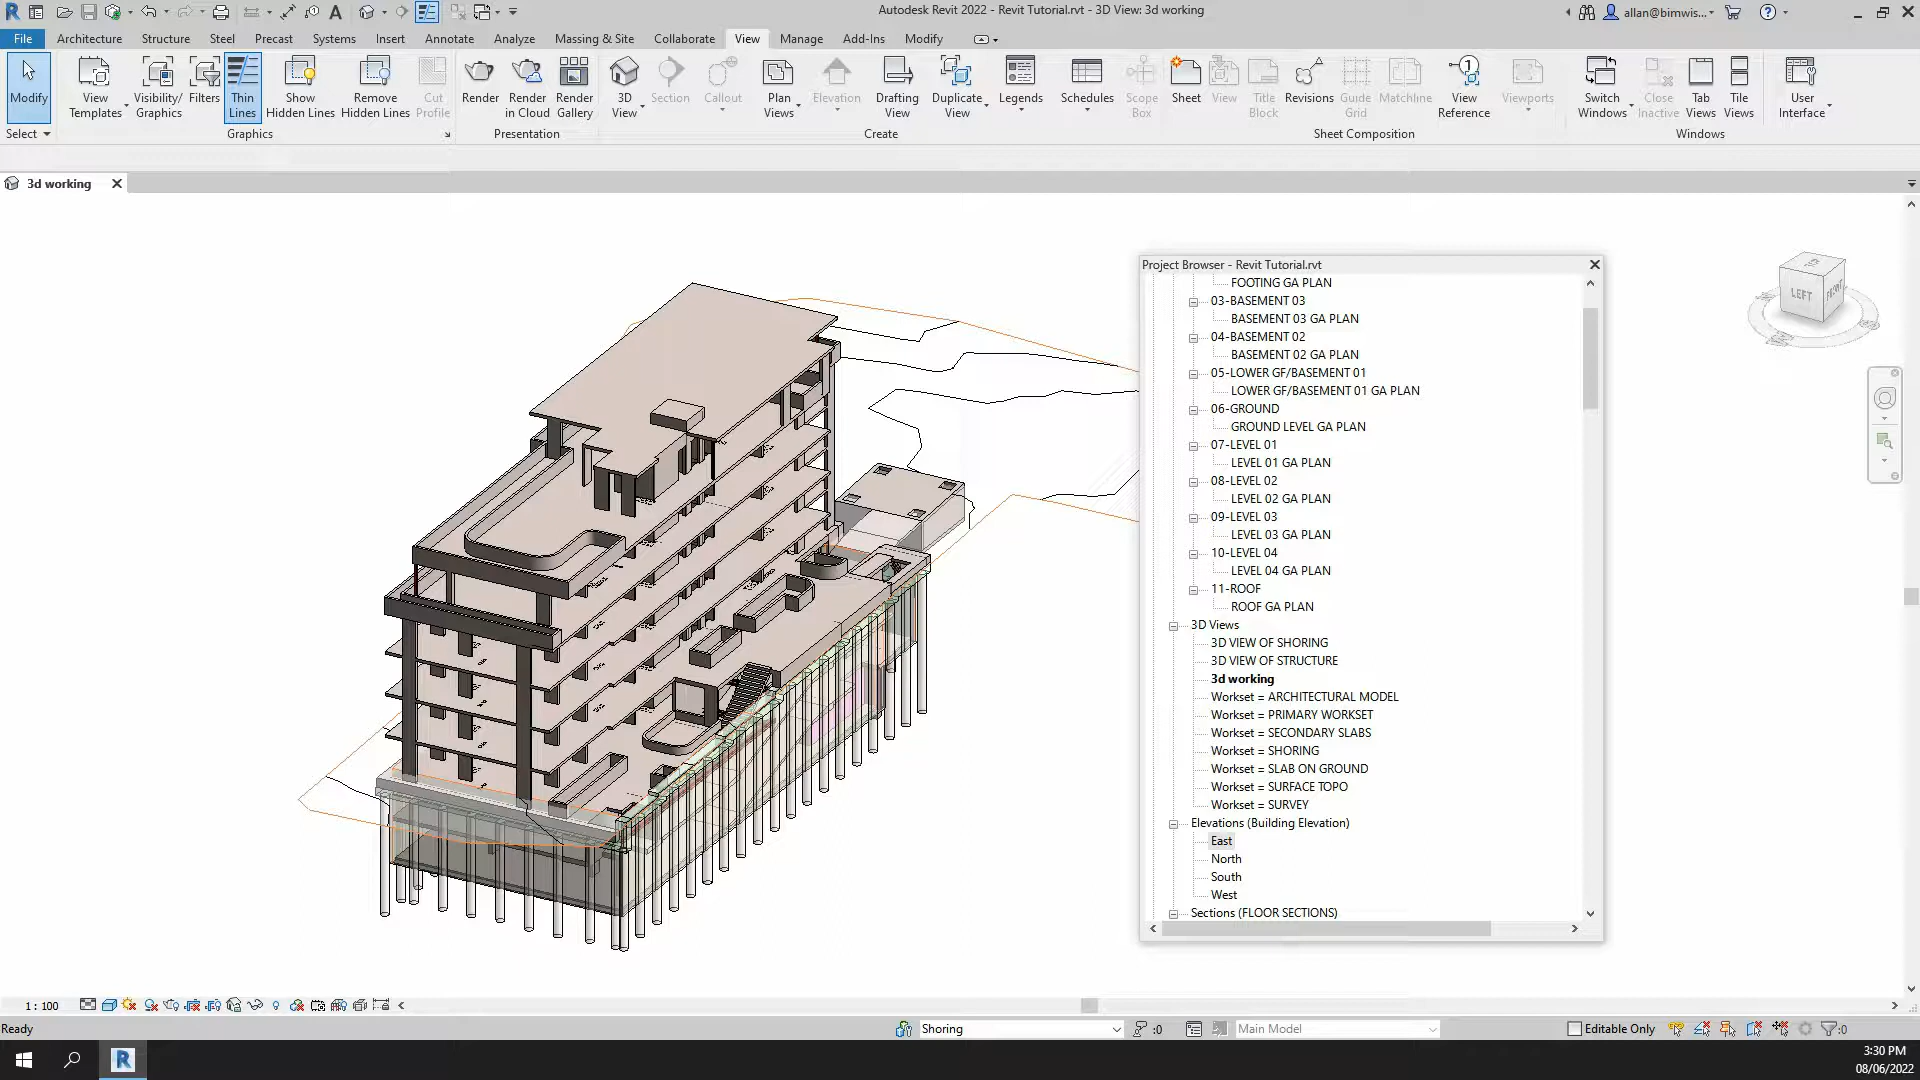 Autodesk Revit 2022 - Revit Tutorial.rvt - 3D View: 3d working
allan@bimwis...
File Architecture Structure Steel Precast Systems Insert Annotate Analyze Massing & Site Collaborate View Manage Add-Ins Modify
Modify
View Templates
Visibility/ Graphics
Filters
Thin Lines
Show Hidden Lines
Remove Hidden Lines
Cut Profile
Render
Render in Cloud
Render Gallery
3D View
Section
Callout
Plan Views
Elevation
Drafting View
Duplicate View
Legends
Schedules
Scope Box
Sheet
View
Title Block
Revisions
Guide Grid
Matchline
View Reference
Viewports
Switch Windows
Close Inactive
Tab Views
Tile Views
User Interface
Select Graphics Presentation Create Sheet Composition Windows
3d working
Project Browser - Revit Tutorial.rvt
FOOTING GA PLAN
03-BASEMENT 03
BASEMENT 03 GA PLAN
04-BASEMENT 02
BASEMENT 02 GA PLAN
05-LOWER GF/BASEMENT 01
LOWER GF/BASEMENT 01 GA PLAN
06-GROUND
GROUND LEVEL GA PLAN
07-LEVEL 01
LEVEL 01 GA PLAN
08-LEVEL 02
LEVEL 02 GA PLAN
09-LEVEL 03
LEVEL 03 GA PLAN
10-LEVEL 04
LEVEL 04 GA PLAN
11-ROOF
ROOF GA PLAN
3D Views
3D VIEW OF SHORING
3D VIEW OF STRUCTURE
3d working
Workset = ARCHITECTURAL MODEL
Workset = PRIMARY WORKSET
Workset = SECONDARY SLABS
Workset = SHORING
Workset = SLAB ON GROUND
Workset = SURFACE TOPO
Workset = SURVEY
Elevations (Building Elevation)
East
North
South
West
Sections (FLOOR SECTIONS)
LEFT
FRONT
1 : 100
Ready
Shoring
:0
Main Model
Editable Only
:0
3:30 PM
08/06/2022